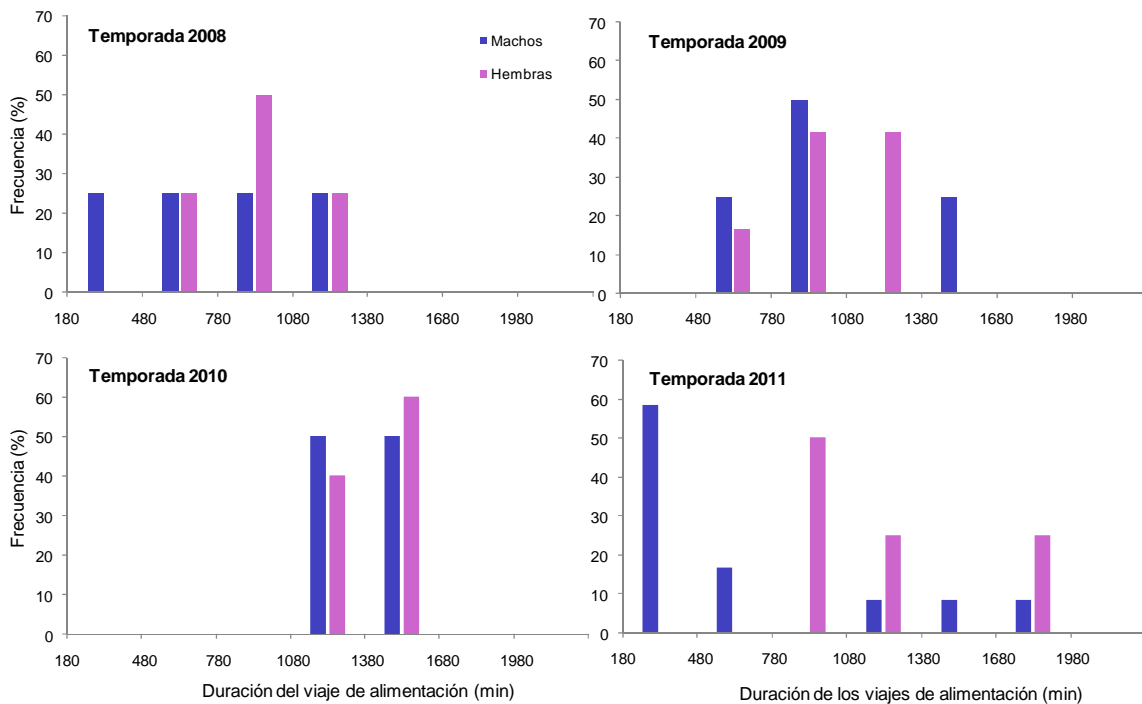 Temporada 2008
Machos
Hembras
Frecuencia (%)
70
60
50
40
30
20
10
0
180 480 780 1080 1380 1680 1980
Temporada 2009
70
60
50
40
30
20
10
0
180 480 780 1080 1380 1680 1980
Temporada 2010
Frecuencia (%)
70
60
50
40
30
20
10
0
180 480 780 1080 1380 1680 1980
Duración del viaje de alimentación (min)
Temporada 2011
70
60
50
40
30
20
10
0
180 480 780 1080 1380 1680 1980
Duración de los viajes de alimentación (min)